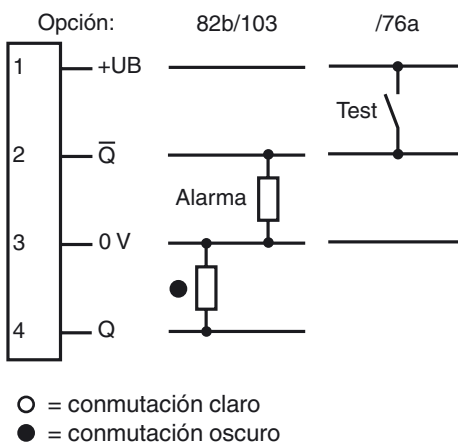 Opción: 82b/103 /76a
1 +UB
Test
2 Q̅
Alarma
3 0 V
4 Q
= conmutación claro
= conmutación oscuro